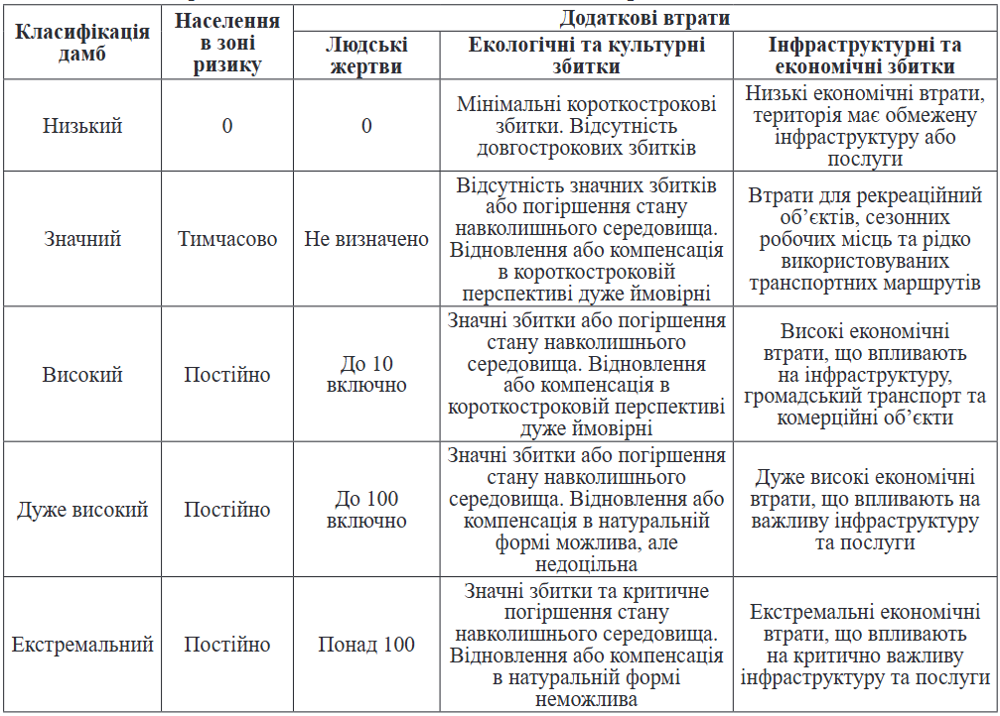 Класифікація
дамб
Населення
в зоні
ризику
Додаткові втрати
Людські
жертви
Екологічні та культурні
збитки
Інфраструктурні та
економічні збитки
Низький
0
0
Мінімальні короткострокові
збитки. Відсутність
довгострокових збитків
Низькі економічні втрати,
територія має обмежену
інфраструктуру або
послуги
Значний
Тимчасово
Не визначено
Відсутність значних збитків
або погіршення стану
навколишнього середовища.
Відновлення або компенсація
в короткостроковій
перспективі дуже ймовірні
Втрати для рекреаційний
об’єктів, сезонних
робочих місць та рідко
використовуваних
транспортних маршрутів
Високий
Постійно
До 10
включно
Значні збитки або погіршення
стану навколишнього
середовища. Відновлення
або компенсація в
короткостроковій перспективі
дуже ймовірні
Високі економічні
втрати, що впливають
на інфраструктуру,
громадський транспорт та
комерційні об’єкти
Дуже високий
Постійно
До 100
включно
Значні збитки або погіршення
стану навколишнього
середовища. Відновлення або
компенсація в натуральній
формі можлива, але
недоцільна
Дуже високі економічні
втрати, що впливають на
важливу інфраструктуру
та послуги
Екстремальний
Постійно
Понад 100
Значні збитки та критичне
погіршення стану
навколишнього середовища.
Відновлення або компенсація
в натуральній формі
неможлива
Екстремальні економічні
втрати, що впливають
на критично важливу
інфраструктуру та послуги